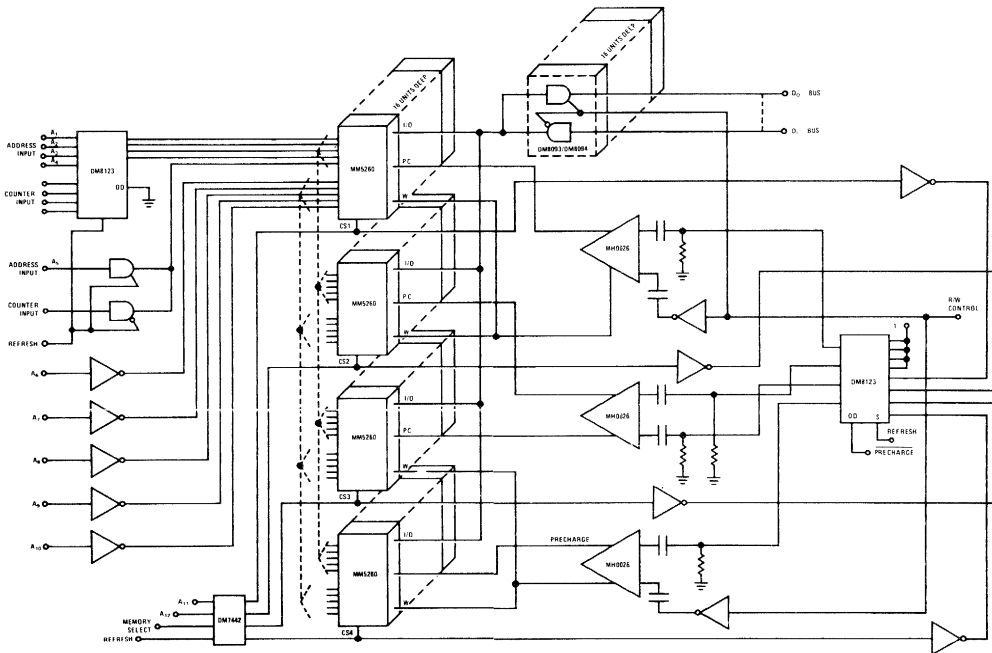 16 UNITS DEEP
16 UNITS DEEP
D₀ BUS
D₁ BUS
DM8093/DM8094
A₁
A₂
A₃
A₄
ADDRESS
INPUT
DM8123
OD
COUNTER
INPUT
I/O
MM5260
PC
W
CS1
A₅
ADDRESS
INPUT
COUNTER
INPUT
REFRESH
MH0026
I/O
MM5260
PC
W
CS2
R/W
CONTROL
1
DM8123
OD
S
REFRESH
PRECHARGE
A₆
A₇
A₈
A₉
A₁₀
I/O
MM5260
PC
W
CS3
MH0026
I/O
MM5260
PRECHARGE
W
CS4
MH0026
A₁₁
A₁₂
MEMORY
SELECT
REFRESH
DM7442